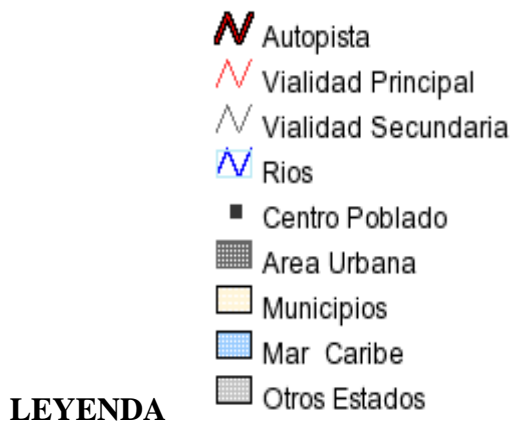 Autopista
Vialidad Principal
Vialidad Secundaria
Rios
Centro Poblado
Area Urbana
Municipios
Mar Caribe
Otros Estados
LEYENDA